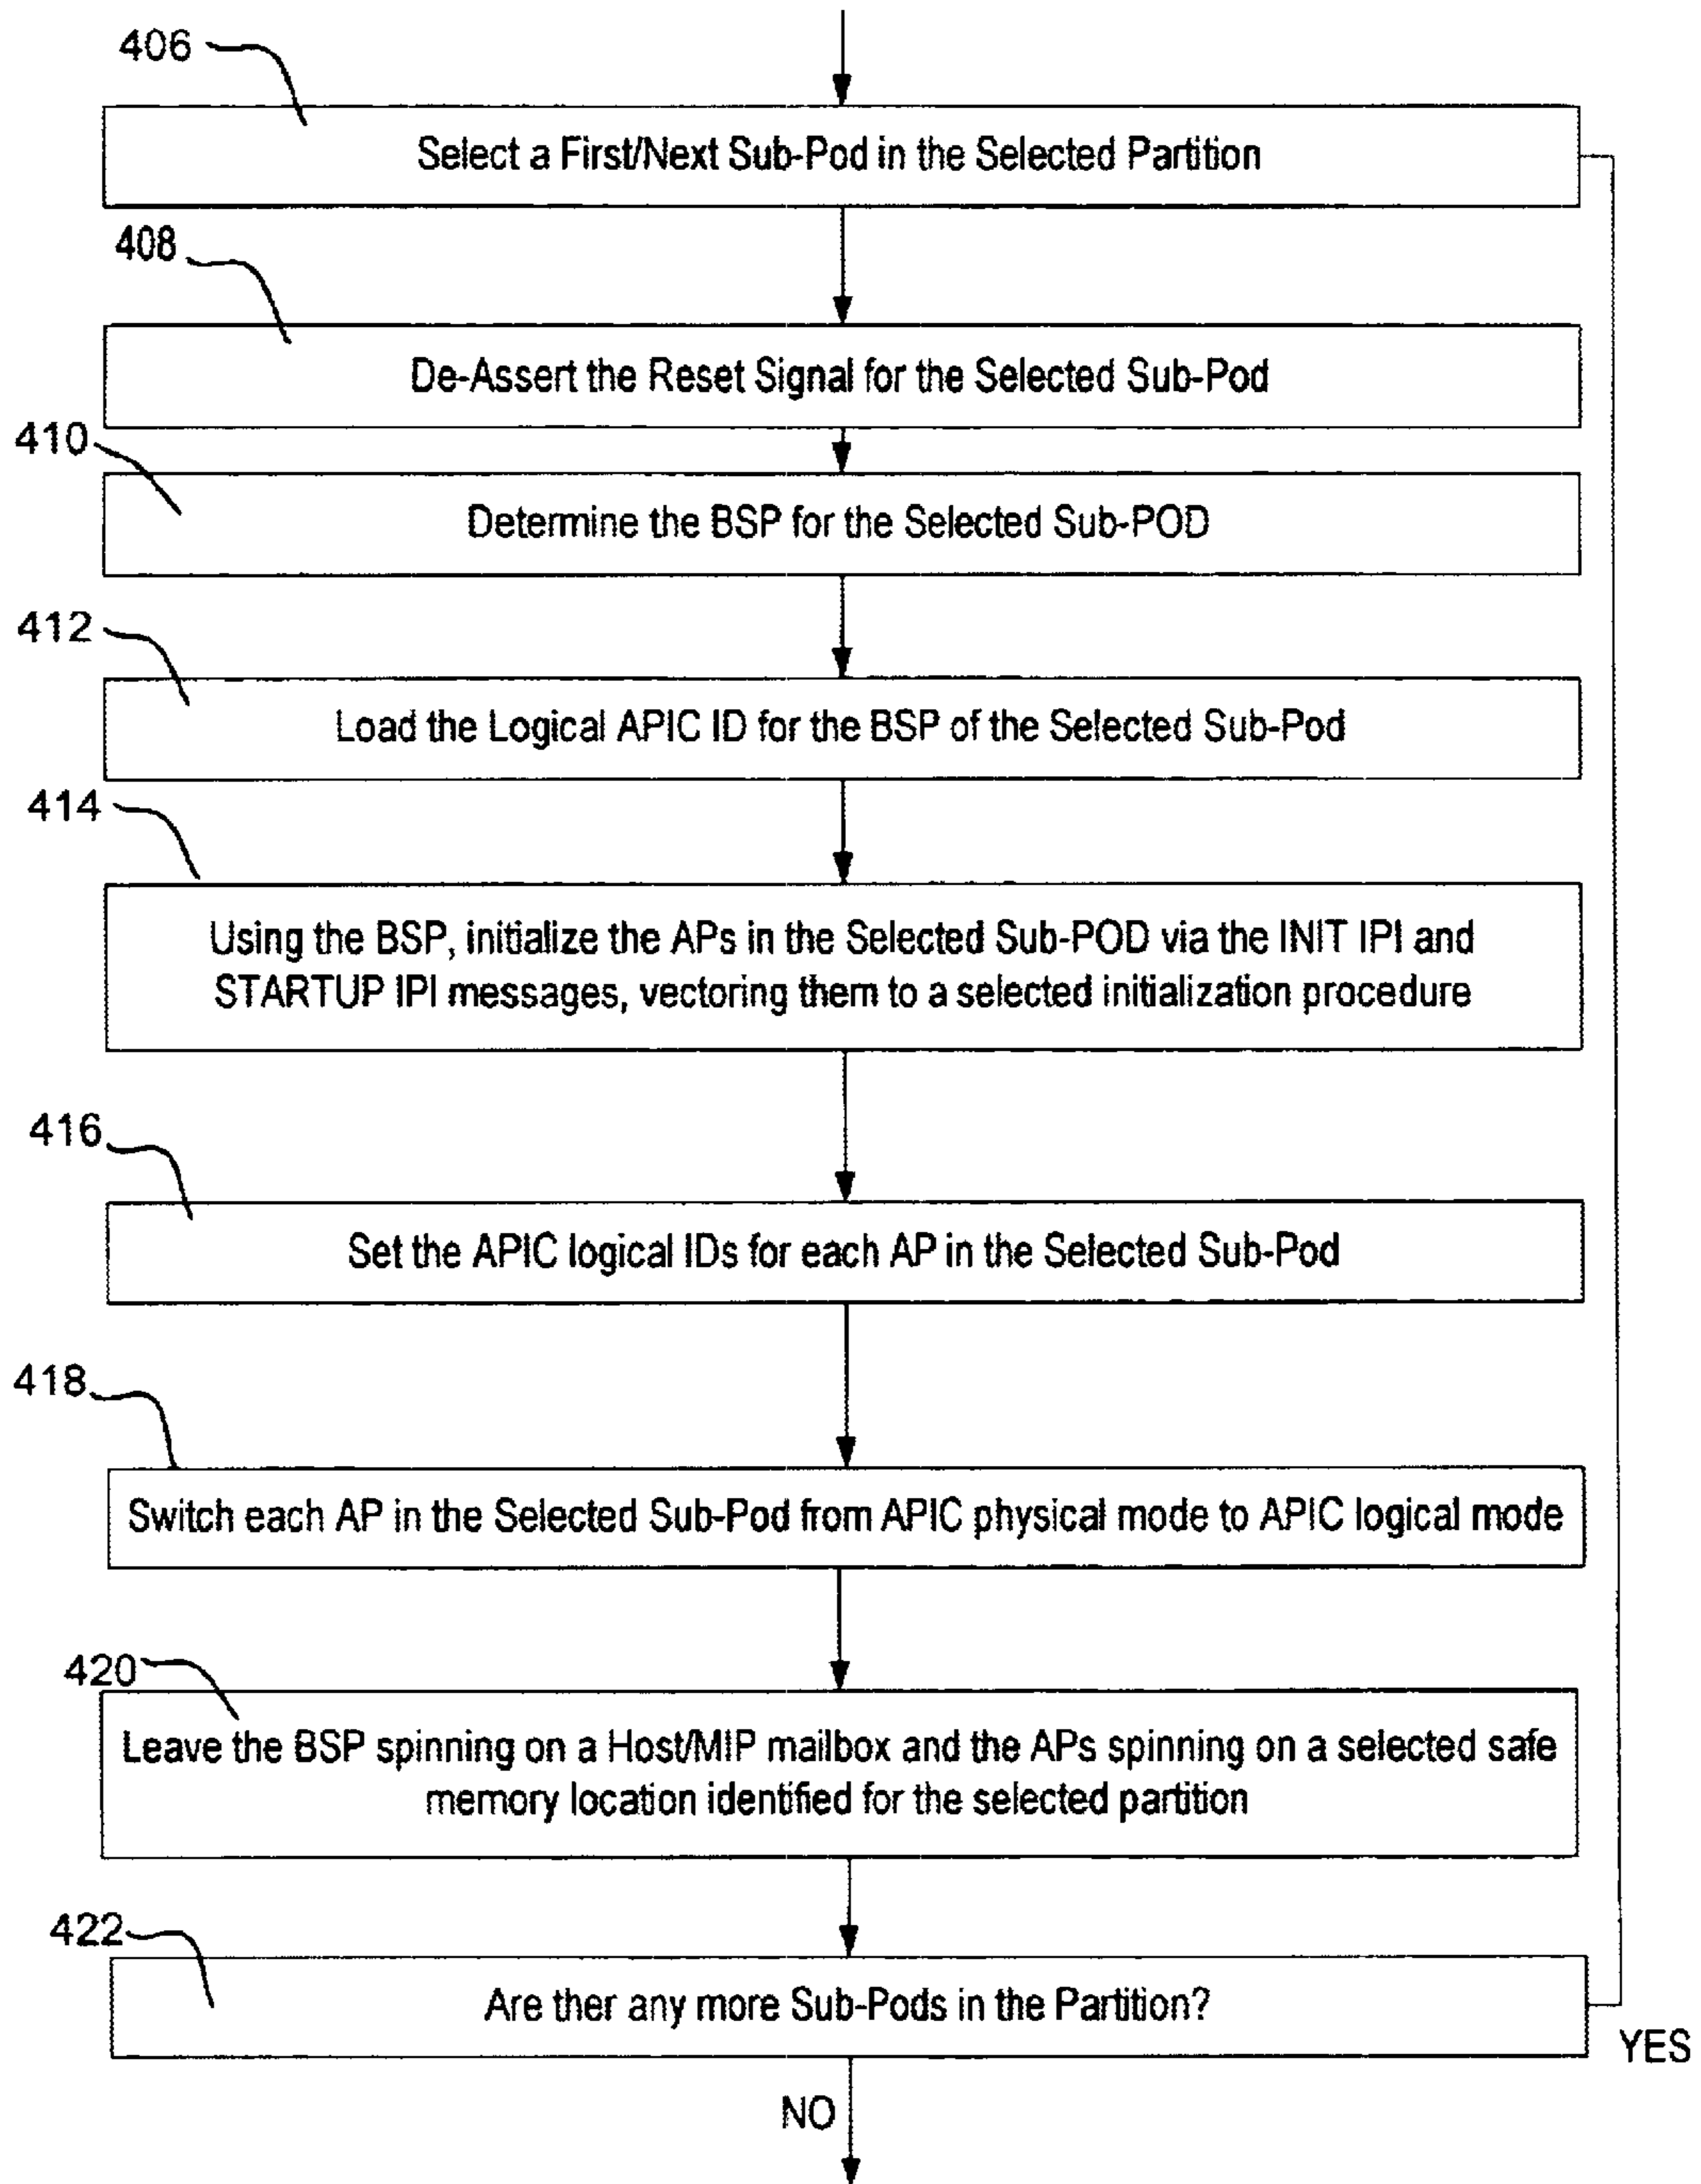 406
Select a First/Next Sub-Pod in the Selected Partition
408
De-Assert the Reset Signal for the Selected Sub-Pod
410
Determine the BSP for the Selected Sub-POD
412
Load the Logical APIC ID for the BSP of the Selected Sub-Pod
414
Using the BSP, initialize the APs in the Selected Sub-POD via the INIT IPI and
STARTUP IPI messages, vectoring them to a selected initialization procedure
416
Set the APIC logical IDs for each AP in the Selected Sub-Pod
418
Switch each AP in the Selected Sub-Pod from APIC physical mode to APIC logical mode
420
Leave the BSP spinning on a Host/MIP mailbox and the APs spinning on a selected safe
memory location identified for the selected partition
422
Are ther any more Sub-Pods in the Partition?
YES
NO